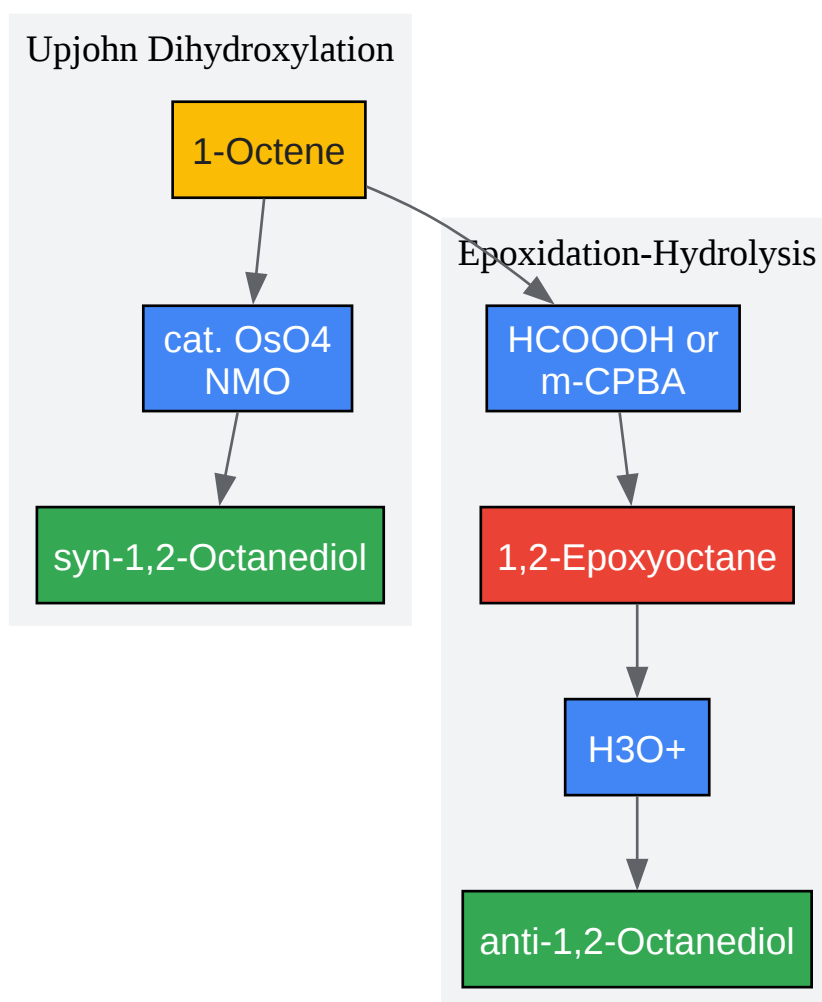 Upjohn Dihydroxylation
1-Octene
cat. OsO4
NMO
syn-1,2-Octanediol
Epoxidation-Hydrolysis
HCOOOH or
m-CPBA
1,2-Epoxyoctane
H3O+
anti-1,2-Octanediol